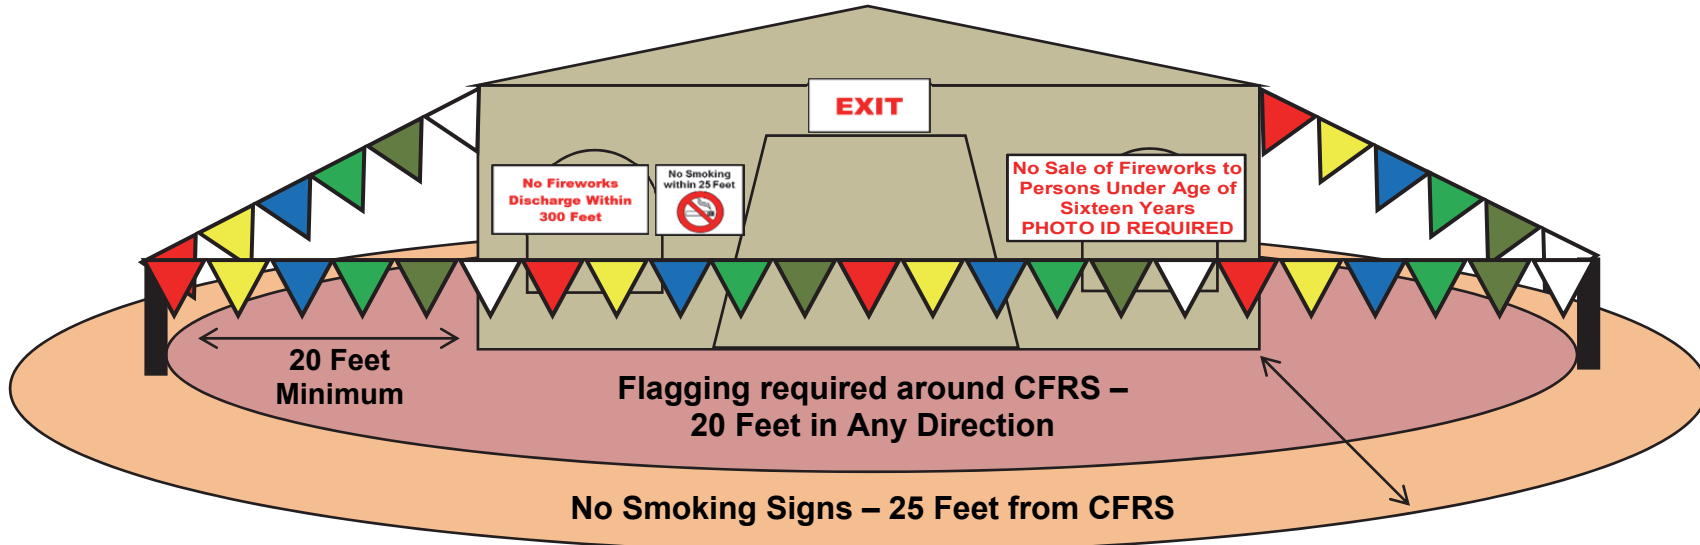 EXIT
No Fireworks
Discharge Within
300 Feet
No Smoking
within 25 Feet
No Sale of Fireworks to
Persons Under Age of
Sixteen Years
PHOTO ID REQUIRED
20 Feet
Minimum
Flagging required around CFRS –
20 Feet in Any Direction
No Smoking Signs – 25 Feet from CFRS